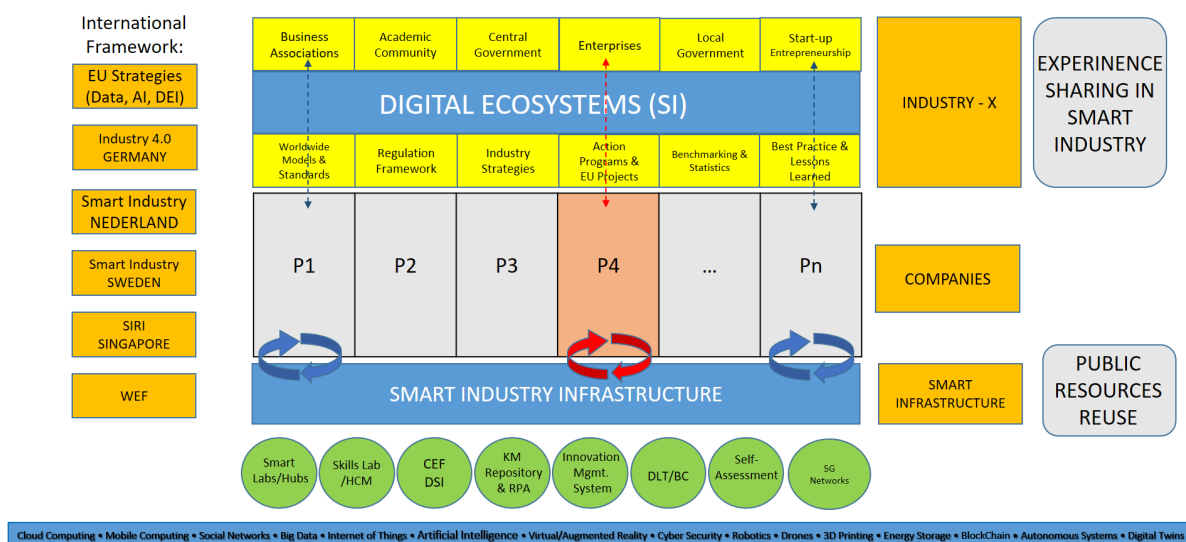 International
Framework:
EU Strategies
(Data, AI, DEI)
Industry 4.0
GERMANY
Smart Industry
NEDERLAND
Smart Industry
SWEDEN
SIRI
SINGAPORE
WEF
Business
Associations
Academic
Community
Central
Government
Enterprises
Local
Government
Start-up
Entrepreneurship
DIGITAL ECOSYSTEMS (SI)
Worldwide
Models &
Standards
Regulation
Framework
Industry
Strategies
Action
Programs &
EU Projects
Benchmarking &
Statistics
Best Practice &
Lessons
Learned
P1
P2
P3
P4
...
Pn
SMART INDUSTRY INFRASTRUCTURE
Smart
Labs/Hubs
Skills Lab
/HCM
CEF
DSI
KM
Repository
& RPA
Innovation
Mgmt.
System
DLT/BC
Self-
Assessment
5G
Networks
INDUSTRY - X
COMPANIES
SMART
INFRASTRUCTURE
EXPERINENCE
SHARING IN
SMART
INDUSTRY
PUBLIC
RESOURCES
REUSE
Cloud Computing • Mobile Computing • Social Networks • Big Data • Internet of Things • Artificial Intelligence • Virtual/Augmented Reality • Cyber Security • Robotics • Drones • 3D Printing • Energy Storage • BlockChain • Autonomous Systems • Digital Twins